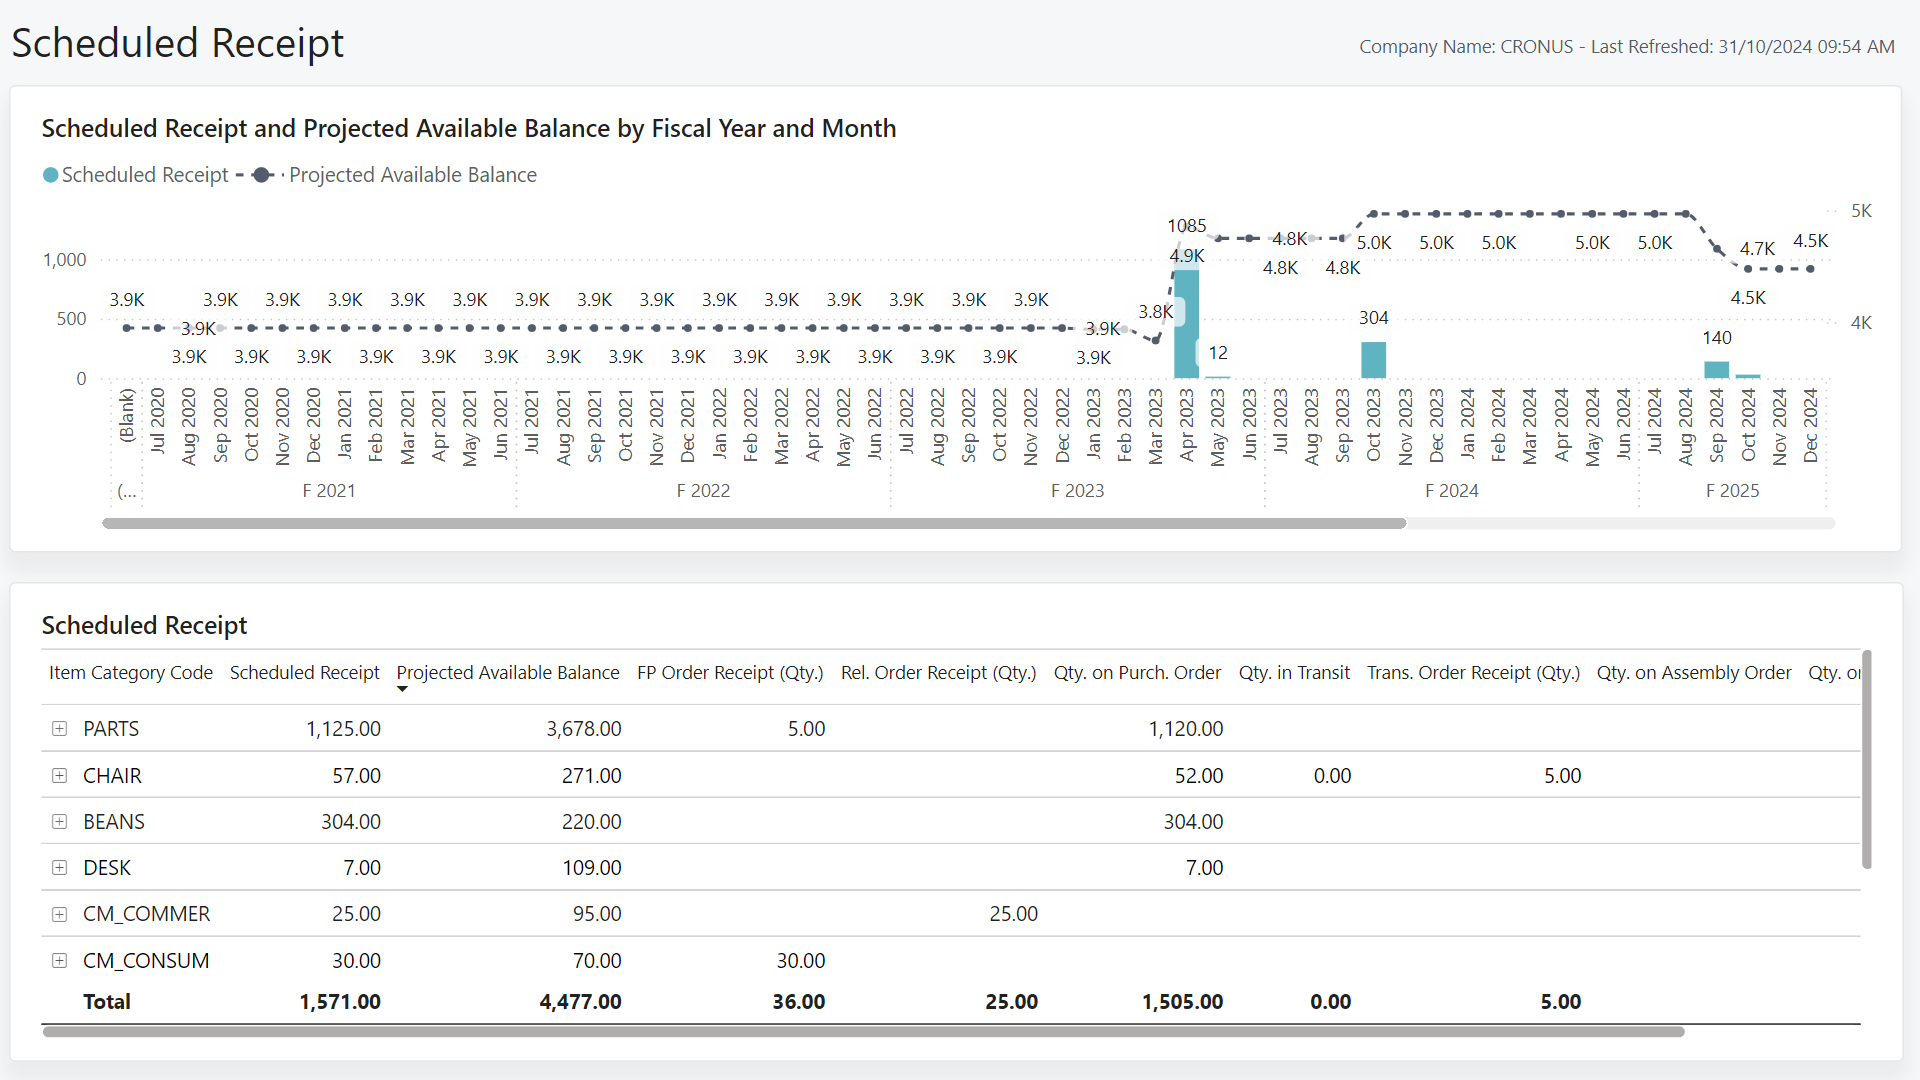 Scheduled Receipt
Company Name: CRONUS - Last Refreshed: 31/10/2024 09:54 AM
Scheduled Receipt and Projected Available Balance by Fiscal Year and Month
Scheduled Receipt Projected Available Balance
1085 5K
3.9K 3.9K 3.9K 3.9K 3.9K 3.9K 3.9K 3.9K 3.9K 3.9K 3.9K 3.9K 3.9K 3.9K 3.9K
4.8K 5.0K 5.0K 5.0K 5.0K 5.0K 4.7K 4.5K
1,000 4.9K 4.8K 4.8K 4.5K
500 3.9K 3.9K 3.8K 304 140 4K
3.9K 3.9K 3.9K 3.9K 3.9K 3.9K 3.9K 3.9K 3.9K 3.9K 3.9K 3.9K 3.9K 3.9K 3.9K 12
0
(Blank) Jul 2020 Aug 2020 Sep 2020 Oct 2020 Nov 2020 Dec 2020 Jan 2021 Feb 2021 Mar 2021 Apr 2021 May 2021 Jun 2021 Jul 2021 Aug 2021 Sep 2021 Oct 2021 Nov 2021 Dec 2021 Jan 2022 Feb 2022 Mar 2022 Apr 2022 May 2022 Jun 2022 Jul 2022 Aug 2022 Sep 2022 Oct 2022 Nov 2022 Dec 2022 Jan 2023 Feb 2023 Mar 2023 Apr 2023 May 2023 Jun 2023 Jul 2023 Aug 2023 Sep 2023 Oct 2023 Nov 2023 Dec 2023 Jan 2024 Feb 2024 Mar 2024 Apr 2024 May 2024 Jun 2024 Jul 2024 Aug 2024 Sep 2024 Oct 2024 Nov 2024 Dec 2024
(... F 2021 F 2022 F 2023 F 2024 F 2025
Scheduled Receipt
Item Category Code Scheduled Receipt Projected Available Balance FP Order Receipt (Qty.) Rel. Order Receipt (Qty.) Qty. on Purch. Order Qty. in Transit Trans. Order Receipt (Qty.) Qty. on Assembly Order Qty.
PARTS 1,125.00 3,678.00 5.00 1,120.00
CHAIR 57.00 271.00 52.00 0.00 5.00
BEANS 304.00 220.00 304.00
DESK 7.00 109.00 7.00
CM_COMMER 25.00 95.00 25.00
CM_CONSUM 30.00 70.00 30.00
Total 1,571.00 4,477.00 36.00 25.00 1,505.00 0.00 5.00